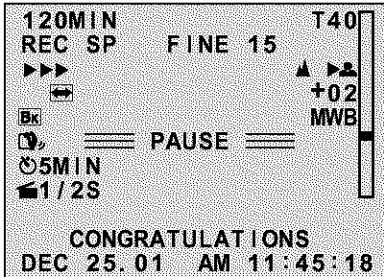 120MIN T40
REC SP FINE 15
+02
BK MWB
PAUSE
5MIN
1/2S
CONGRATULATIONS
DEC 25.01 AM 11:45:18